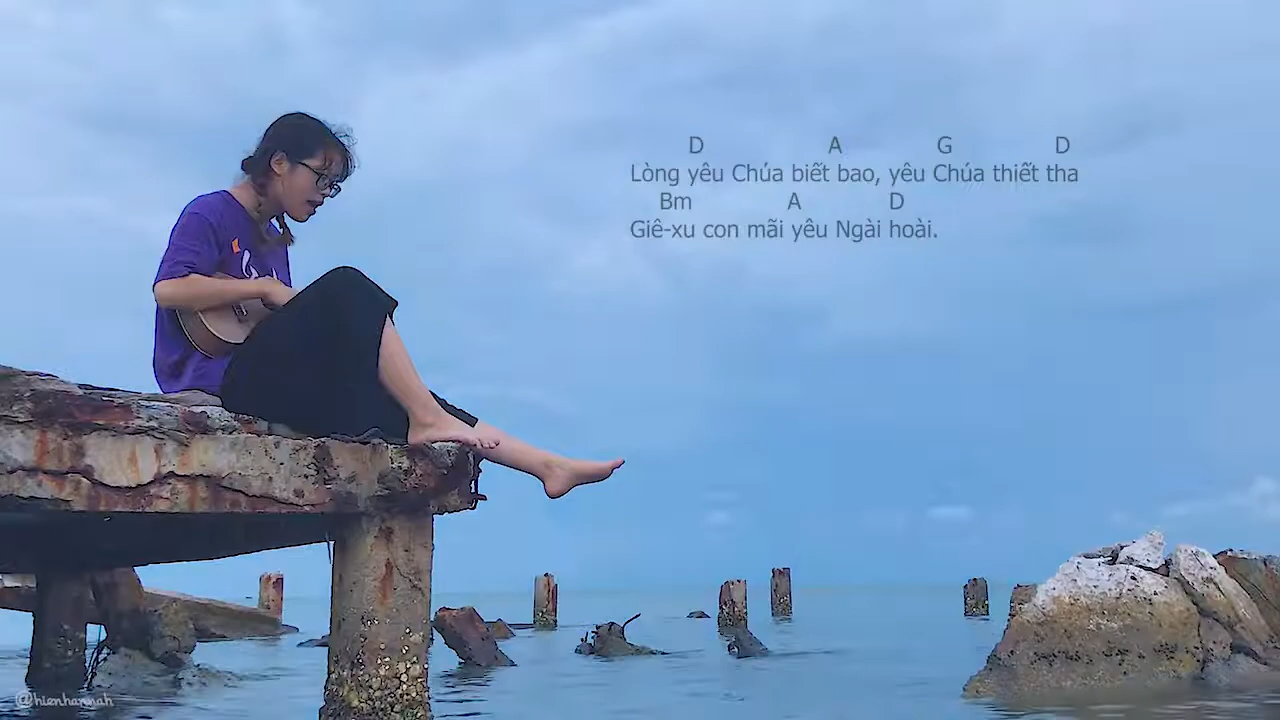 D A G D
Lòng yêu Chúa biết bao, yêu Chúa thiết tha
Bm A D
Giê-xu con mãi yêu Ngài hoài.
@hienhannah